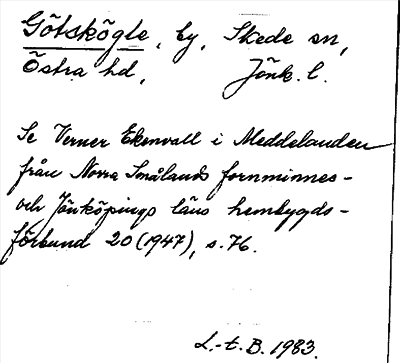 Götskögle, by, Skede sn,
Östra hd, Jönk. l.
Se Verner Ekenvall i Meddelanden
från Norra Smålands fornminnes-
och Jönköpings läns hembygds-
förbund 20 (1947), s. 76.
L.-t. B. 1983.